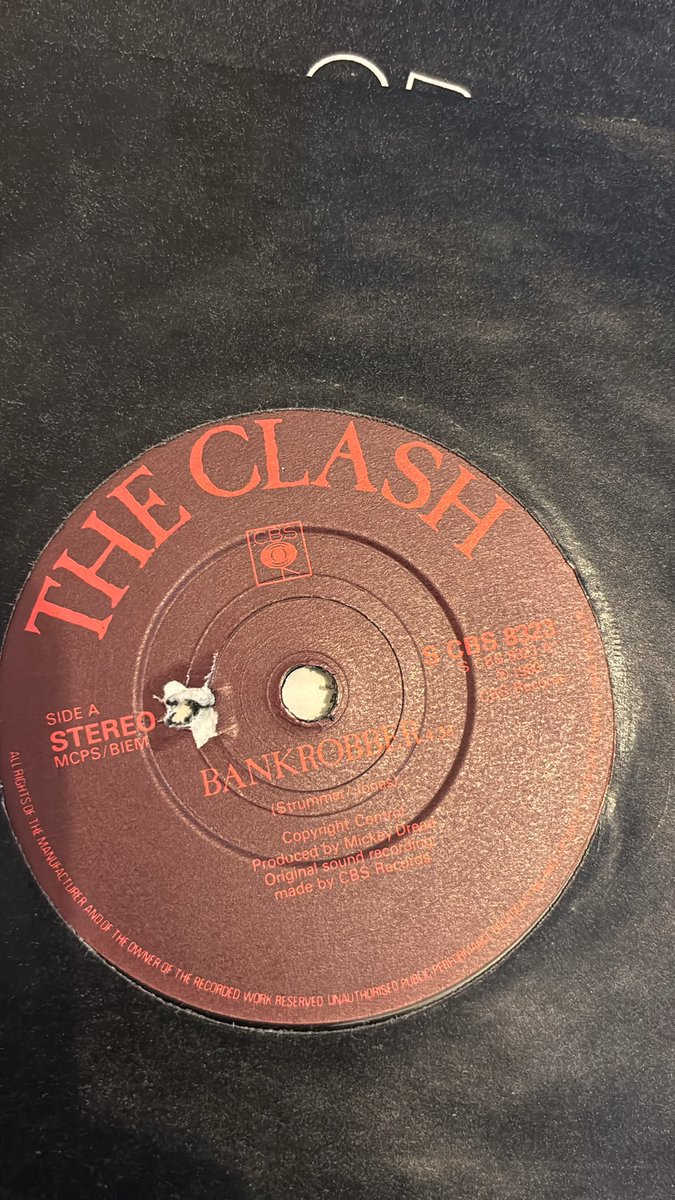 THE CLASH
CBS
S CBS 8323
SIDE A
STEREO
MCPS/BIEM
BANKROBBER
(Strummer/Jones)
Copyright Control
Produced by Mickey Dread
Original sound recording
made by CBS Records
ALL RIGHTS OF THE MANUFACTURER AND OF THE OWNER OF THE RECORDED WORK RESERVED UNAUTHORISED PUBLIC PERFORMANCE